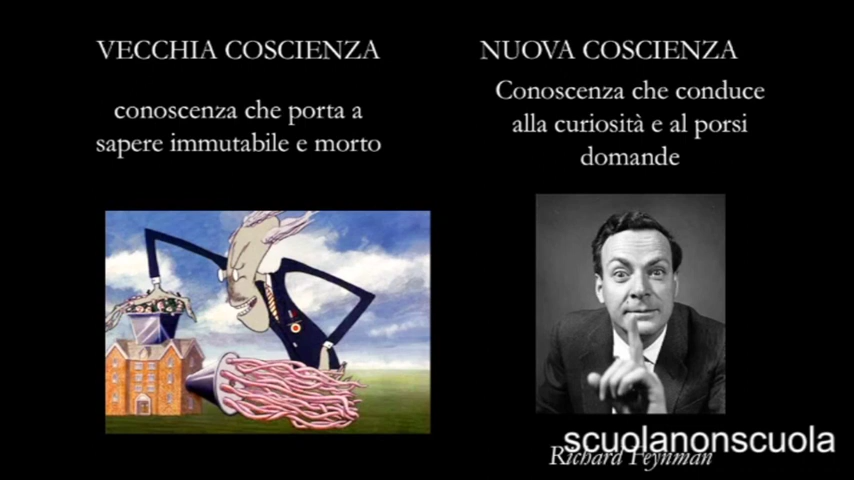 VECCHIA COSCIENZA
conoscenza che porta a
sapere immutabile e morto
NUOVA COSCIENZA
Conoscenza che conduce
alla curiosità e al porsi
domande
scuolanonscuola
Richard Feynman